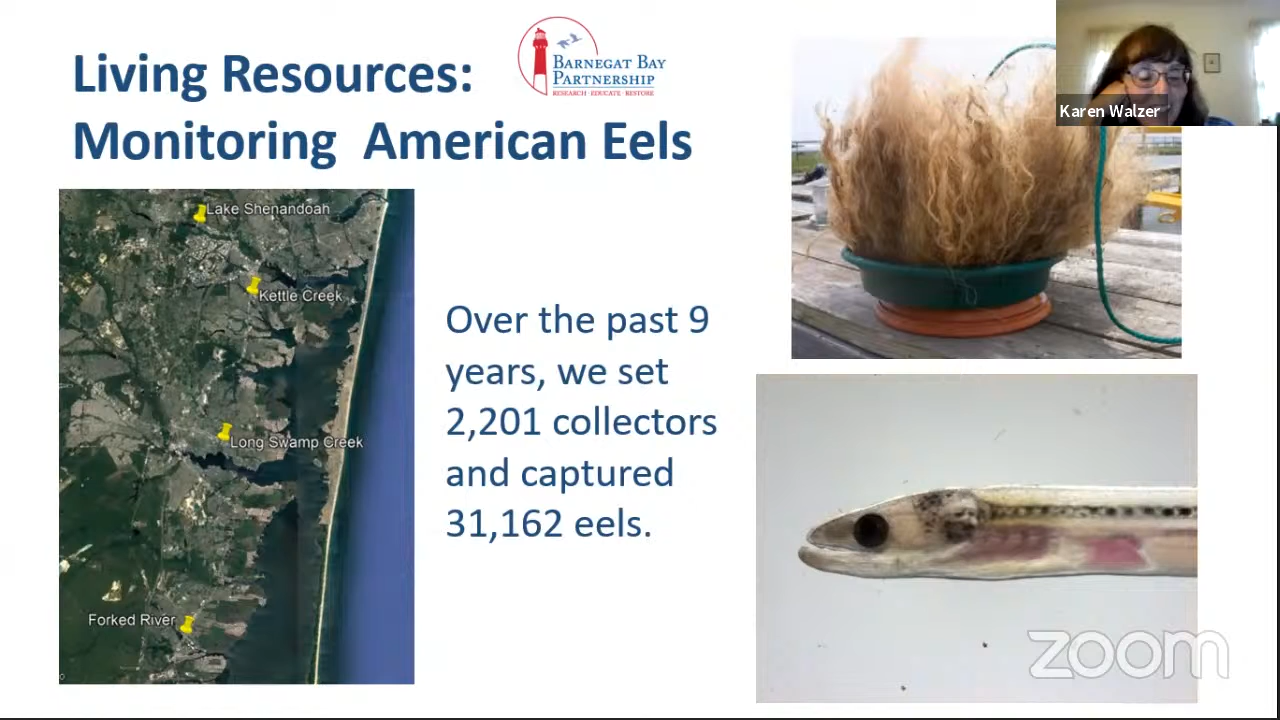 Living Resources:
Monitoring American Eels
BARNEGAT BAY
PARTNERSHIP
RESEARCH · EDUCATE · RESTORE
Karen Walzer
Lake Shenandoah
Kettle Creek
Long Swamp Creek
Forked River
Over the past 9
years, we set
2,201 collectors
and captured
31,162 eels.
zoom